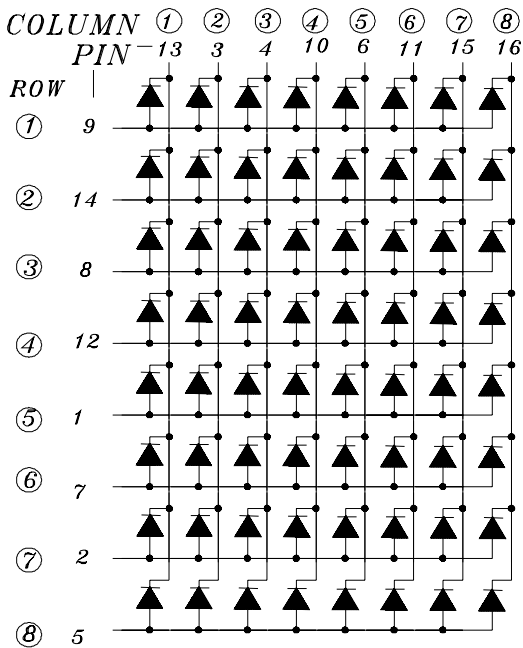 COLUMN ① ② ③ ④ ⑤ ⑥ ⑦ ⑧
PIN 13 3 4 10 6 11 15 16
ROW
① 9
② 14
③ 8
④ 12
⑤ 1
⑥ 7
⑦ 2
⑧ 5